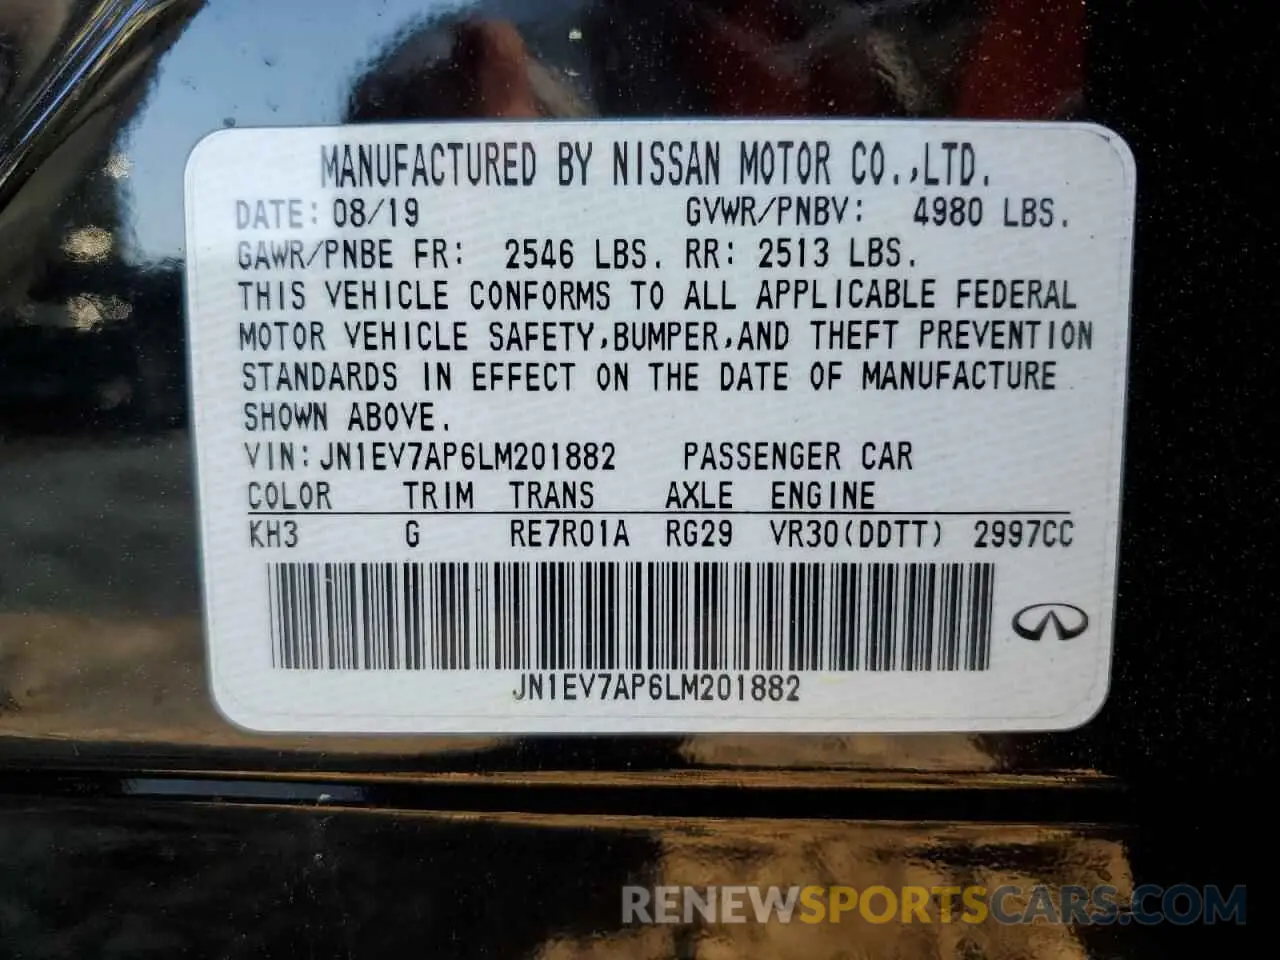 MANUFACTURED BY NISSAN MOTOR CO.,LTD.
DATE: 08/19 GVWR/PNBV: 4980 LBS.
GAWR/PNBE FR: 2546 LBS. RR: 2513 LBS.
THIS VEHICLE CONFORMS TO ALL APPLICABLE FEDERAL
MOTOR VEHICLE SAFETY,BUMPER,AND THEFT PREVENTION
STANDARDS IN EFFECT ON THE DATE OF MANUFACTURE
SHOWN ABOVE.
VIN:JN1EV7AP6LM201882 PASSENGER CAR
COLOR TRIM TRANS AXLE ENGINE
KH3 G RE7R01A RG29 VR30(DDTT) 2997CC
JN1EV7AP6LM201882
RENEWSPORTSCARS.COM